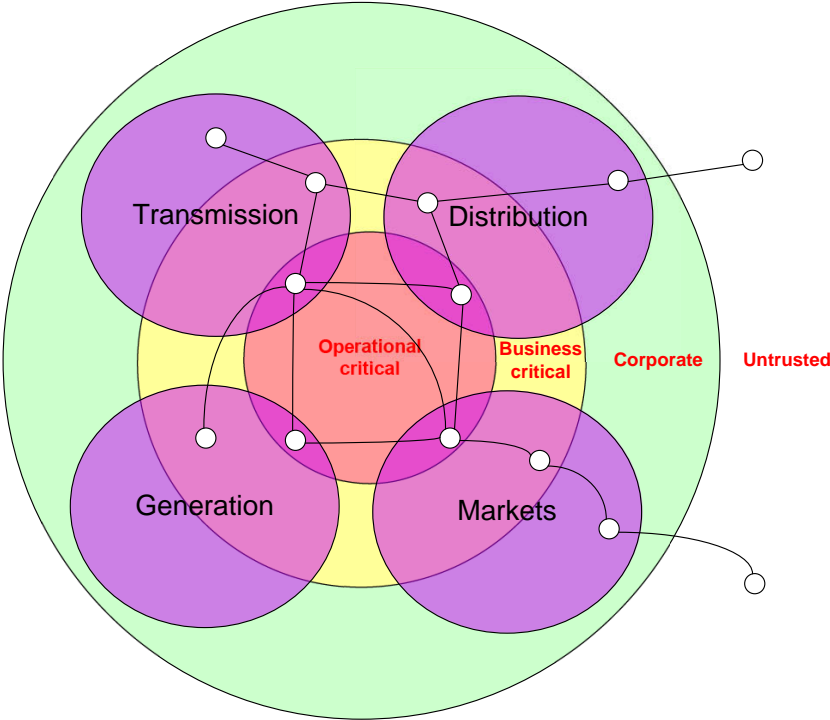 Transmission
Distribution
Operational
critical
Business
critical
Corporate
Untrusted
Generation
Markets